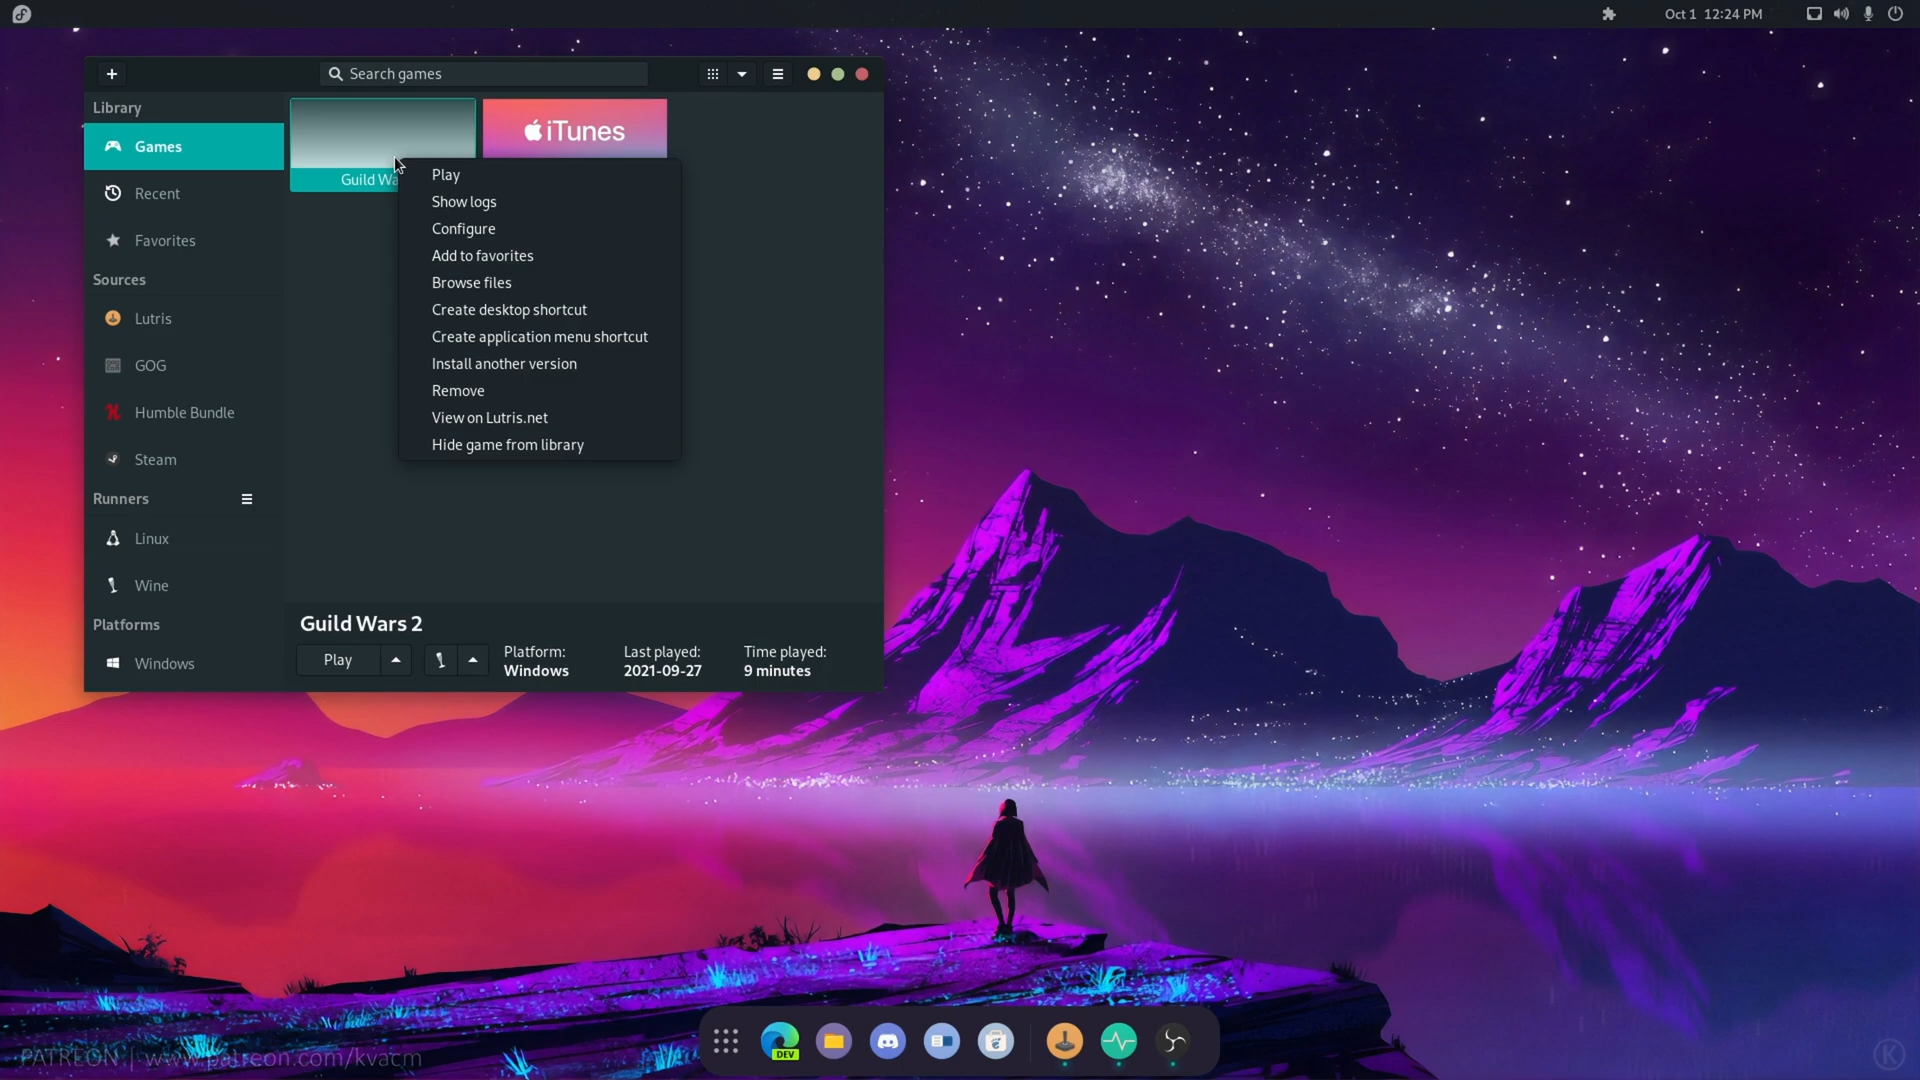 Oct 1 12:24 PM
Search games
Library
Games
Recent
Favorites
Sources
Lutris
GOG
Humble Bundle
Steam
Runners
Linux
Wine
Platforms
Windows
iTunes
Guild Wa
Play
Show logs
Configure
Add to favorites
Browse files
Create desktop shortcut
Create application menu shortcut
Install another version
Remove
View on Lutris.net
Hide game from library
Guild Wars 2
Play
Platform:
Windows
Last played:
2021-09-27
Time played:
9 minutes
DEV
PATREON | www.patreon.com/kvacm
K